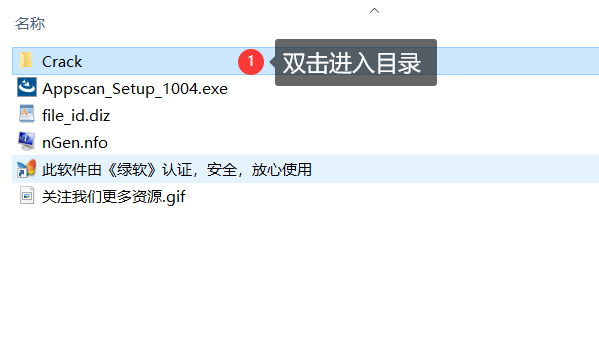 名称
Crack
1
双击进入目录
Appscan_Setup_1004.exe
file_id.diz
nGen.nfo
此软件由《绿软》认证，安全，放心使用
关注我们更多资源.gif